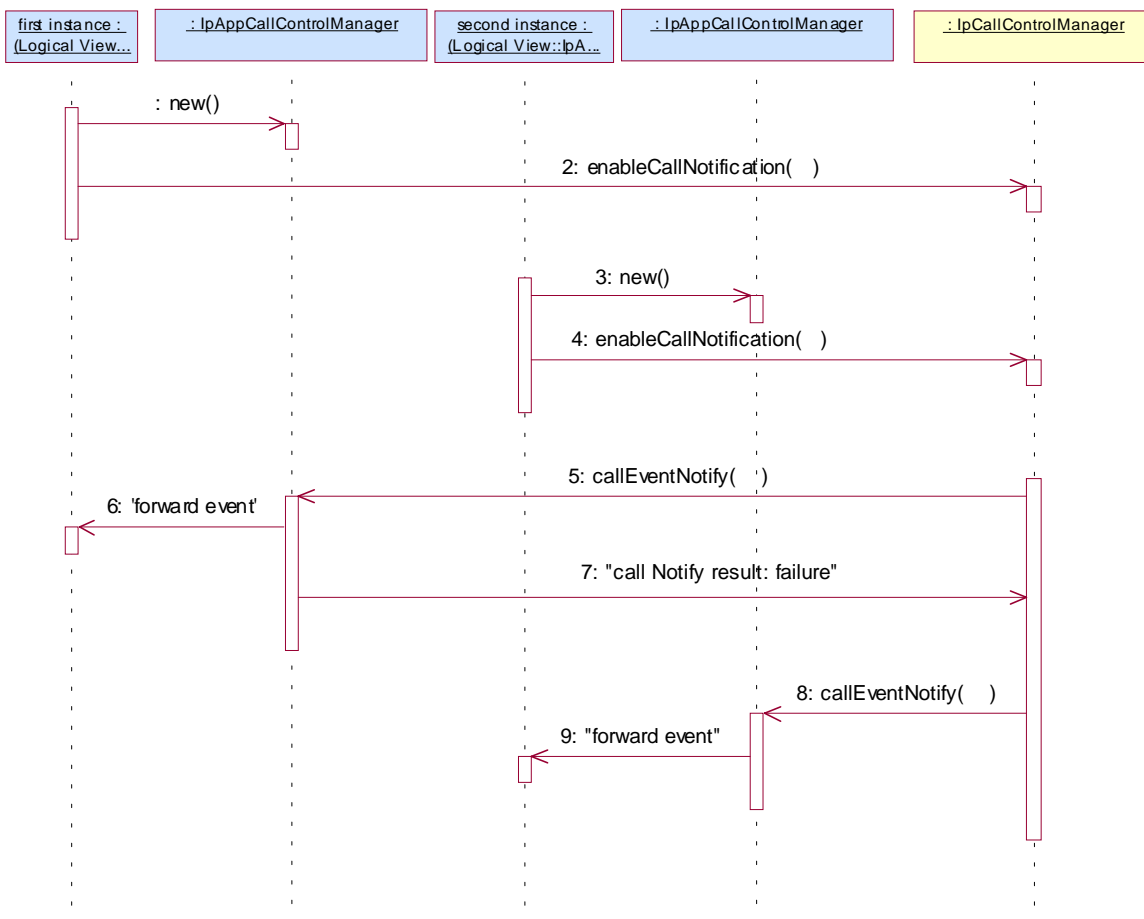 first instance :
(Logical View...
: IpAppCallControlManager
second instance :
(Logical View::IpA...
: IpAppCallControlManager
: IpCallControlManager
: new()
2: enableCallNotification( )
3: new()
4: enableCallNotification( )
5: callEventNotify( )
6: 'forward event'
7: "call Notify result: failure"
8: callEventNotify( )
9: "forward event"